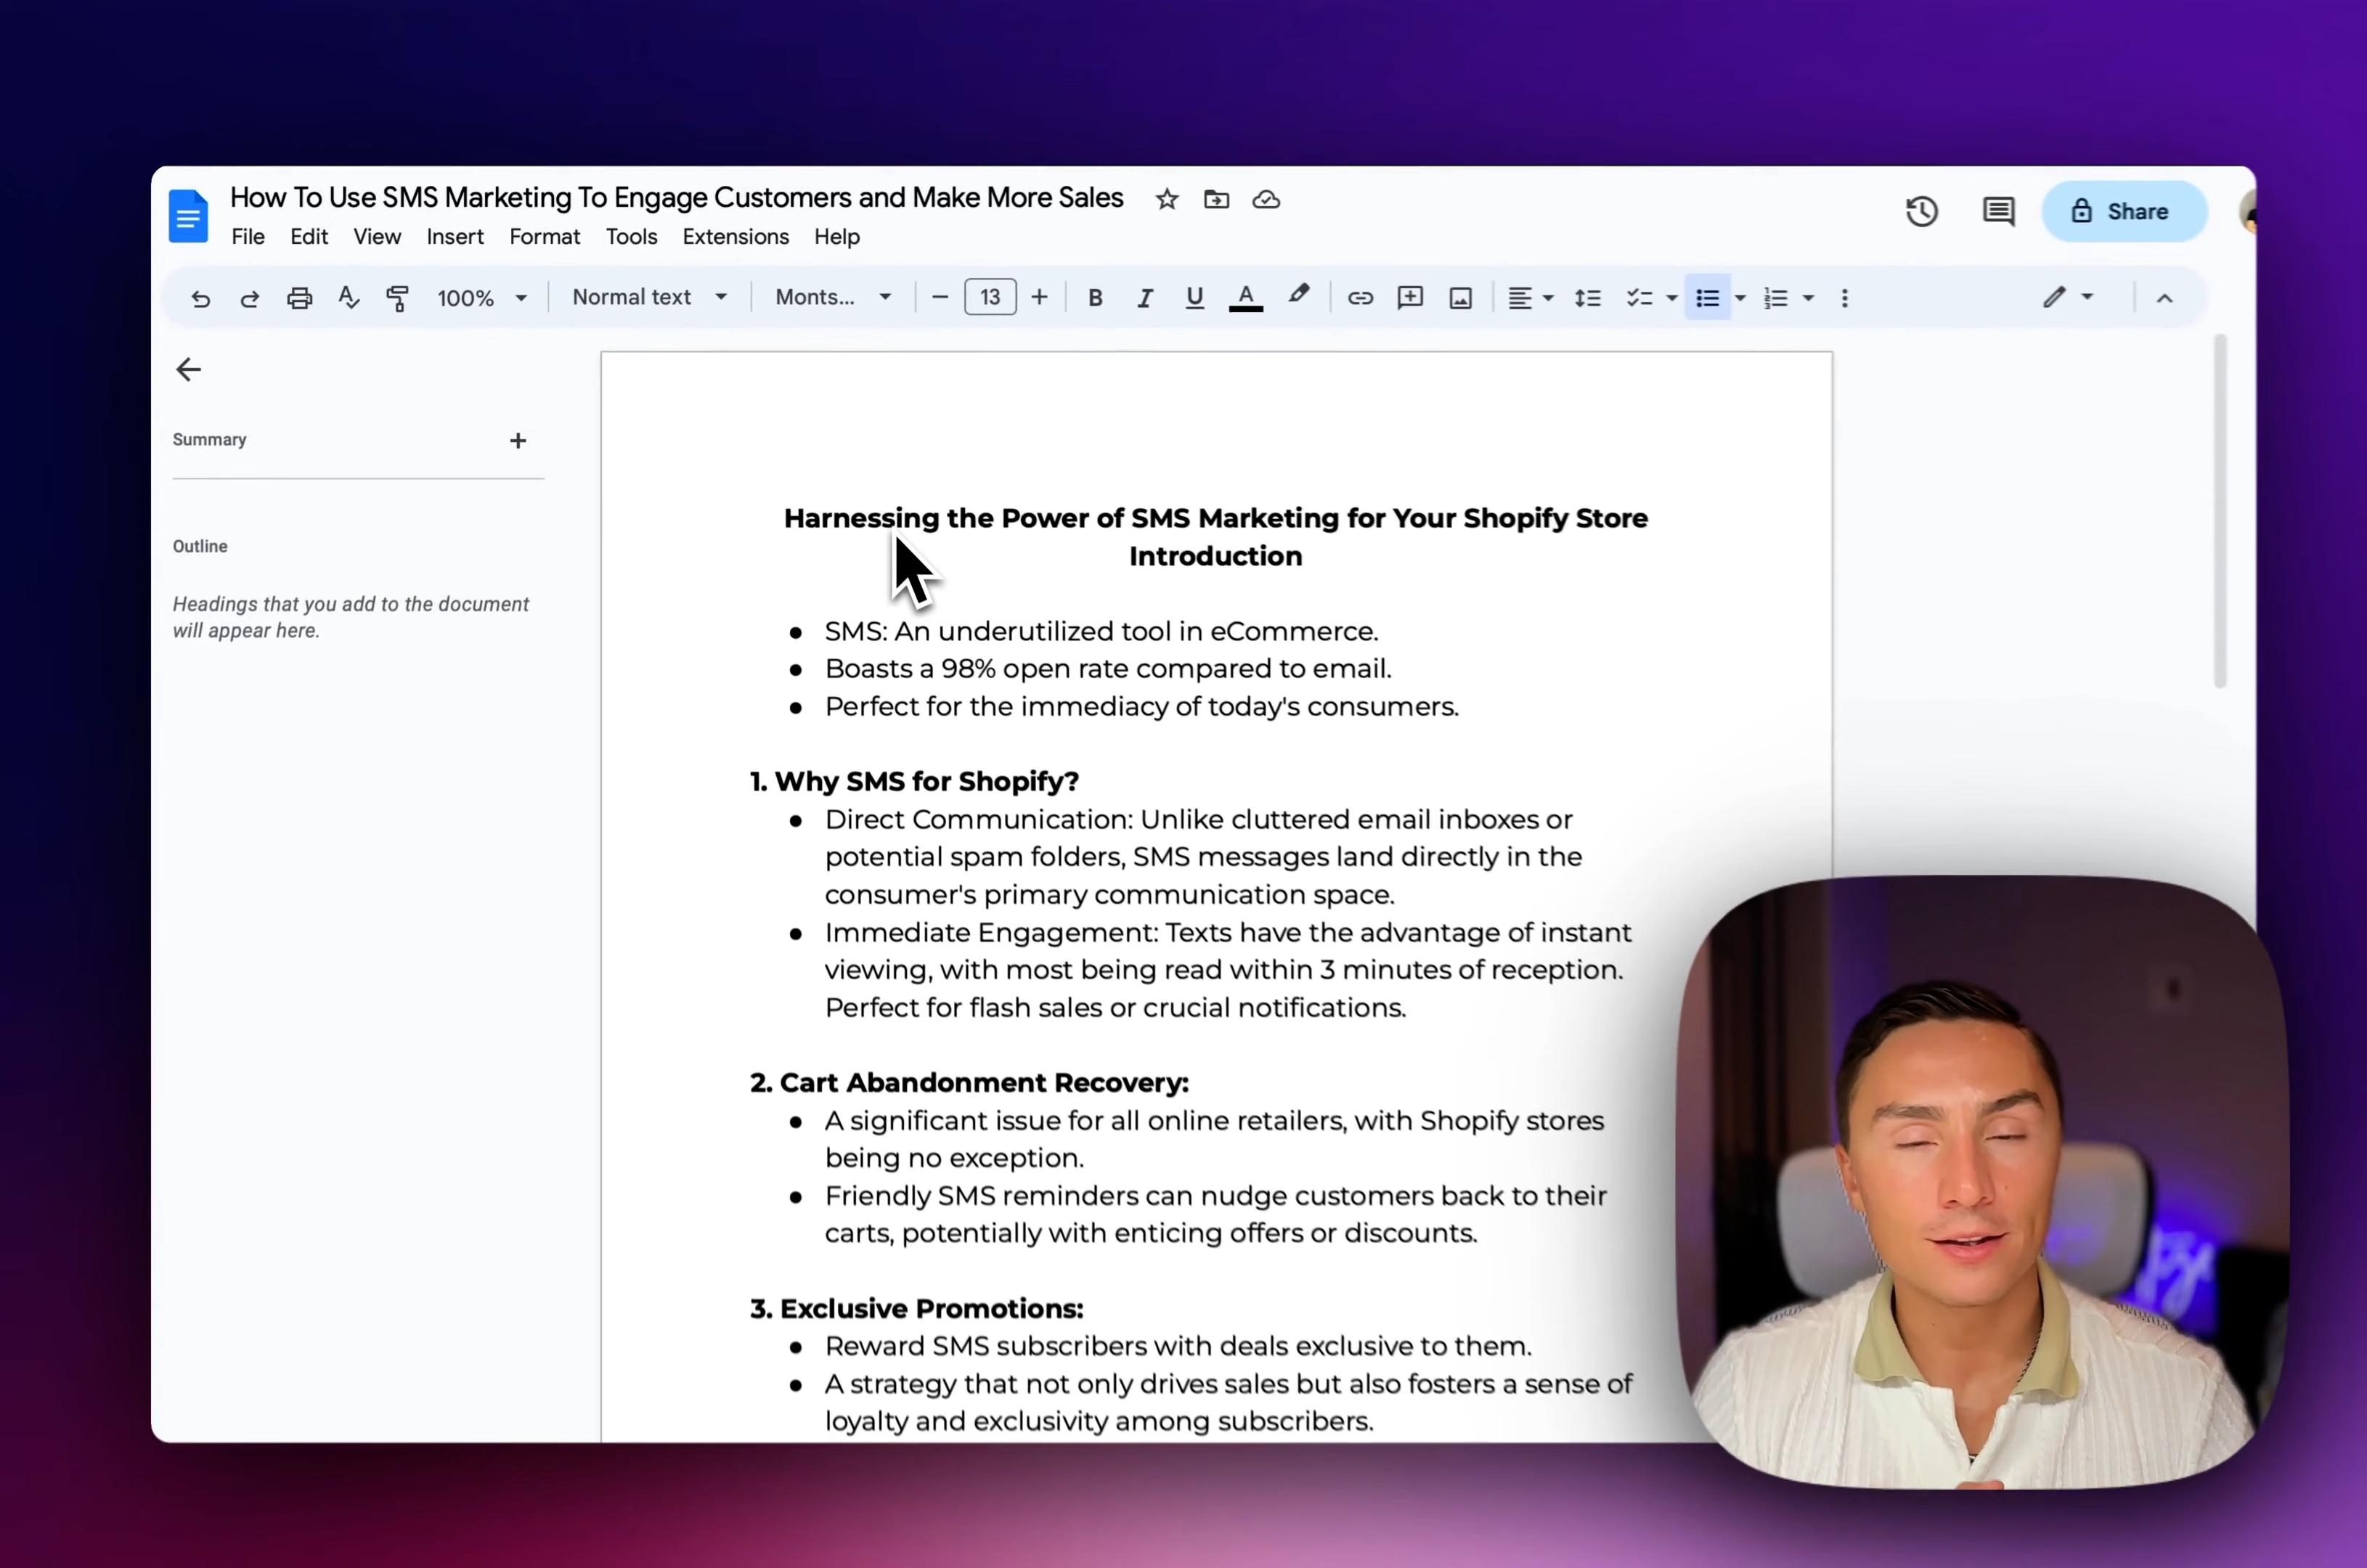 How To Use SMS Marketing To Engage Customers and Make More Sales
File Edit View Insert Format Tools Extensions Help
Share
100% Normal text Monts... 13
Summary
Outline
Headings that you add to the document
will appear here.
Harnessing the Power of SMS Marketing for Your Shopify Store
Introduction
● SMS: An underutilized tool in eCommerce.
● Boasts a 98% open rate compared to email.
● Perfect for the immediacy of today's consumers.
1. Why SMS for Shopify?
● Direct Communication: Unlike cluttered email inboxes or
potential spam folders, SMS messages land directly in the
consumer's primary communication space.
● Immediate Engagement: Texts have the advantage of instant
viewing, with most being read within 3 minutes of reception.
Perfect for flash sales or crucial notifications.
2. Cart Abandonment Recovery:
● A significant issue for all online retailers, with Shopify stores
being no exception.
● Friendly SMS reminders can nudge customers back to their
carts, potentially with enticing offers or discounts.
3. Exclusive Promotions:
● Reward SMS subscribers with deals exclusive to them.
● A strategy that not only drives sales but also fosters a sense of
loyalty and exclusivity among subscribers.